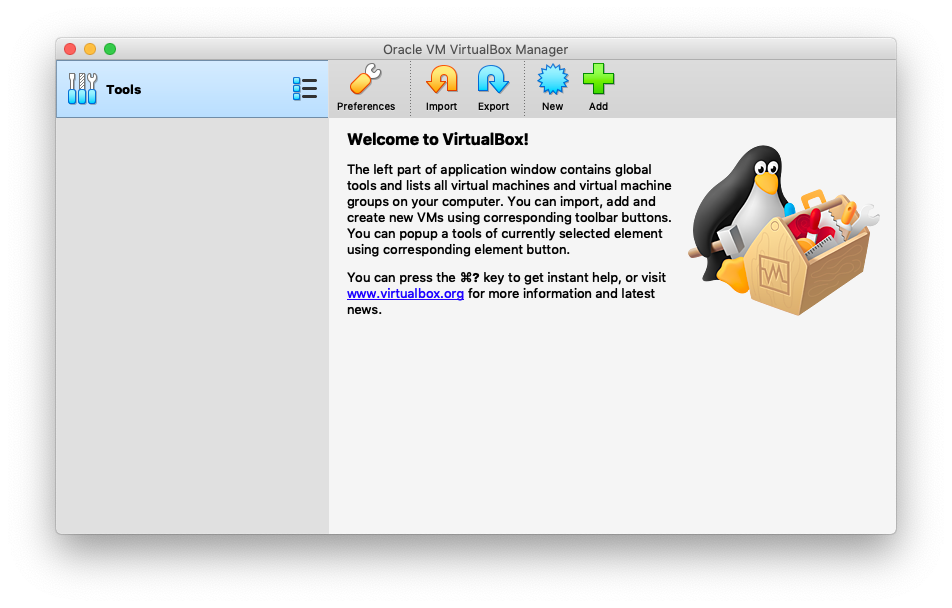 Oracle VM VirtualBox Manager
Tools
Preferences
Import
Export
New
Add
Welcome to VirtualBox!
The left part of application window contains global
tools and lists all virtual machines and virtual machine
groups on your computer. You can import, add and
create new VMs using corresponding toolbar buttons.
You can popup a tools of currently selected element
using corresponding element button.
You can press the ⌘? key to get instant help, or visit
www.virtualbox.org for more information and latest
news.